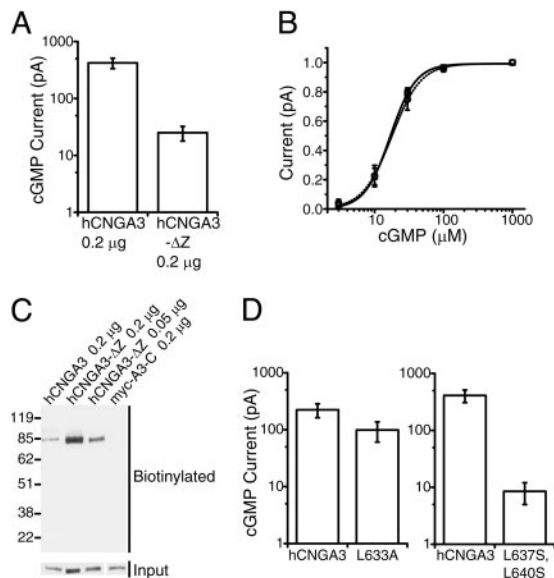 A
1000
100
10
1
cGMP Current (pA)
hCNGA3
0.2 μg
hCNGA3
-ΔZ
0.2 μg
B
1.0
0.8
0.6
0.4
0.2
0.0
Current (pA)
10
100
1000
cGMP (μM)
C
hCNGA3 0.2 μg
hCNGA3-ΔZ 0.2 μg
hCNGA3-ΔZ 0.05 μg
myc-A3-C 0.2 μg
119
85
62
51
38
22
Biotinylated
Input
D
1000
100
10
1
cGMP Current (pA)
hCNGA3
L633A
1000
100
10
1
hCNGA3
L637S,
L640S